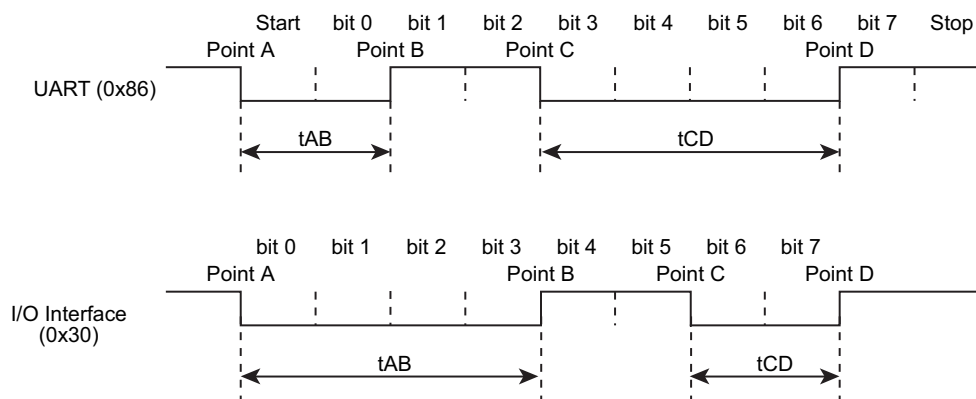 Start bit 0 bit 1 bit 2 bit 3 bit 4 bit 5 bit 6 bit 7 Stop
Point A Point B Point C Point D
UART (0x86)
tAB tCD
bit 0 bit 1 bit 2 bit 3 bit 4 bit 5 bit 6 bit 7
Point A Point B Point C Point D
I/O Interface
(0x30)
tAB tCD